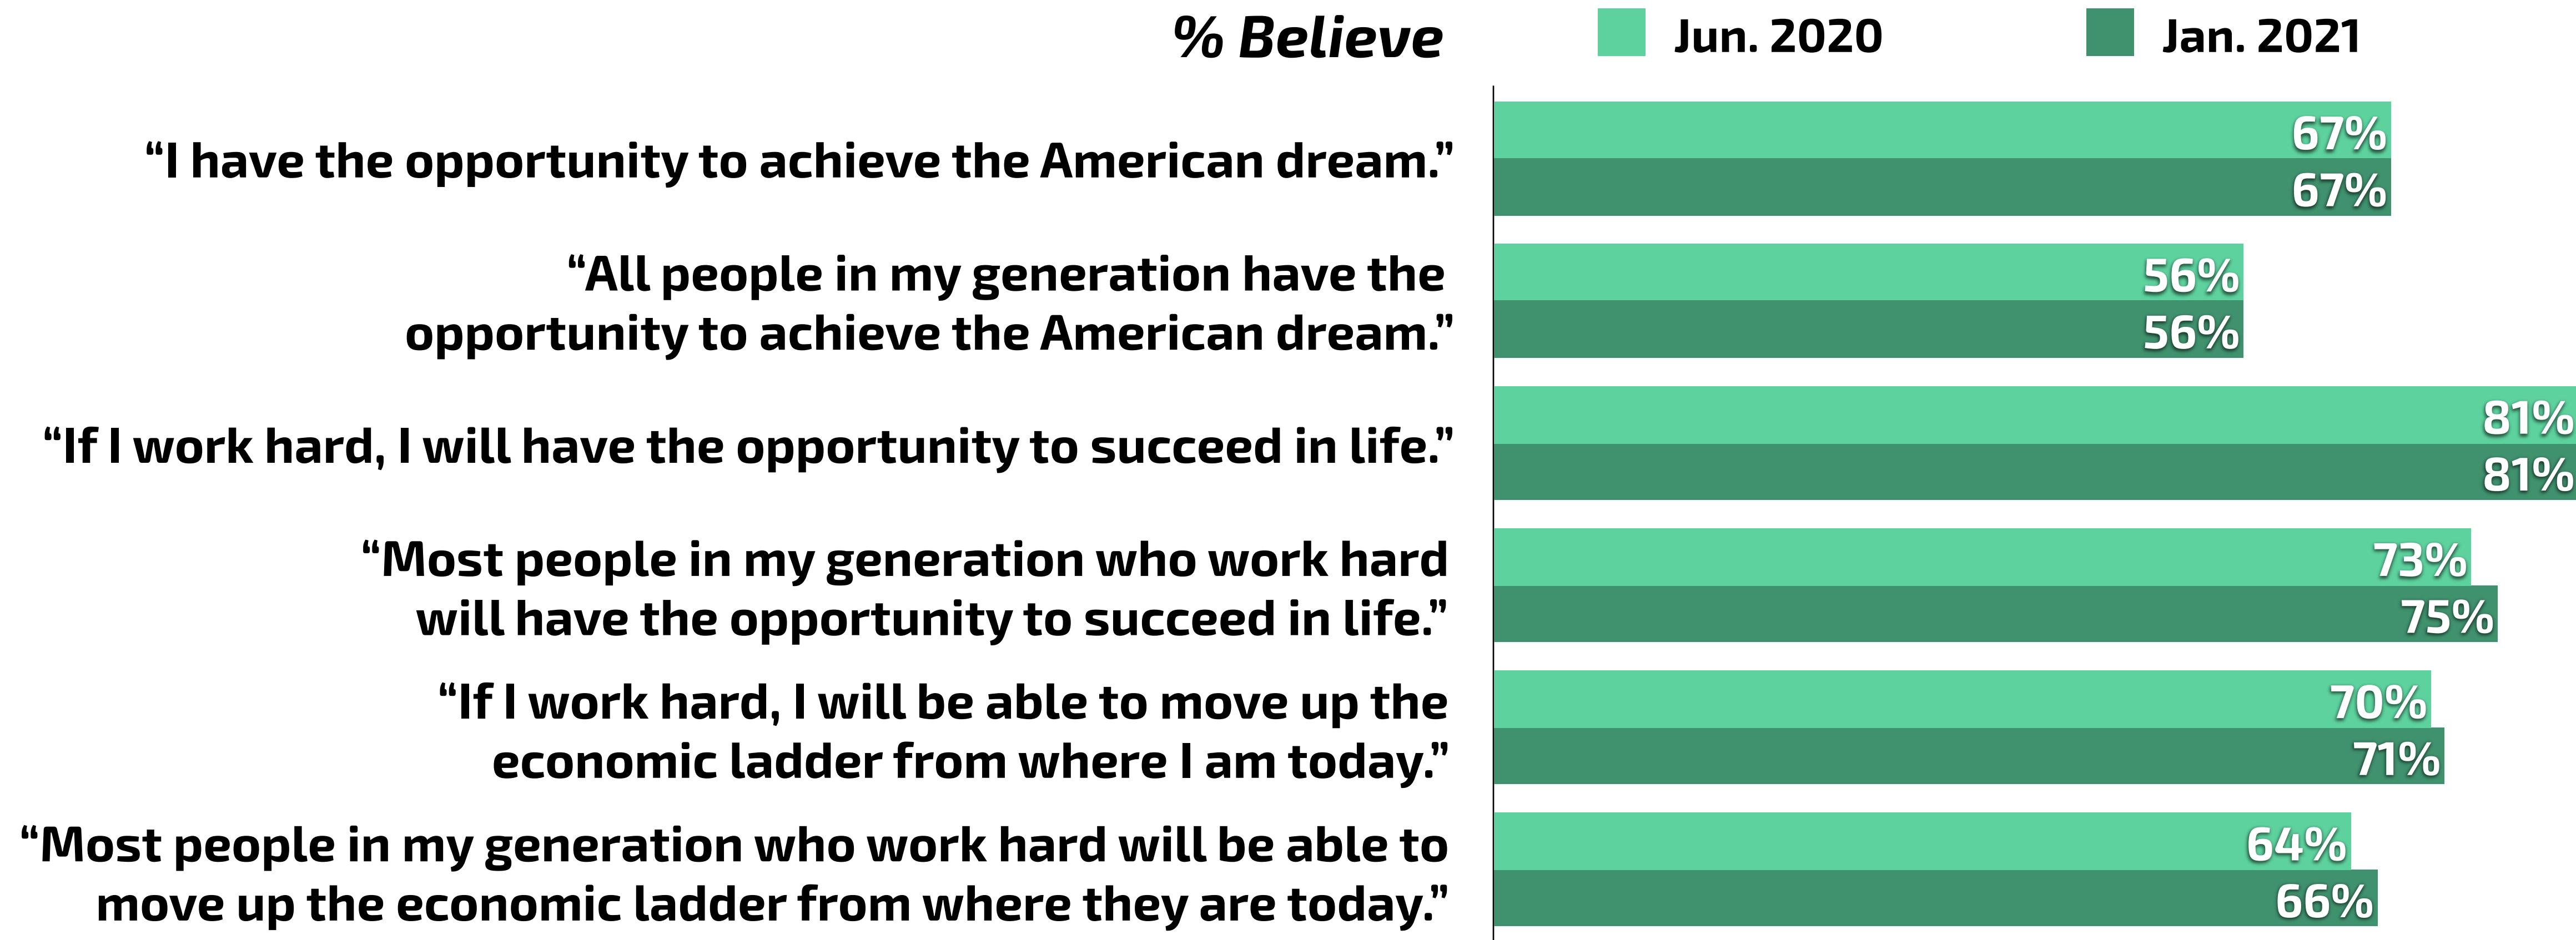 % Believe
Jun. 2020
Jan. 2021
“I have the opportunity to achieve the American dream.”
67%
67%
“All people in my generation have the
opportunity to achieve the American dream.”
56%
56%
“If I work hard, I will have the opportunity to succeed in life.”
81%
81%
“Most people in my generation who work hard
will have the opportunity to succeed in life.”
73%
75%
“If I work hard, I will be able to move up the
economic ladder from where I am today.”
70%
71%
“Most people in my generation who work hard will be able to
move up the economic ladder from where they are today.”
64%
66%